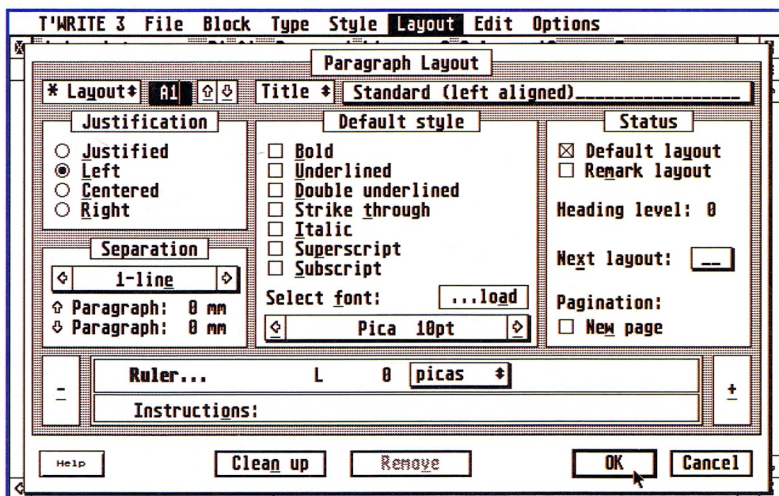 T'WRITE 3 File Block Type Style Layout Edit Options
Paragraph Layout
* Layout A1 Title Standard (left aligned)_________________
Justification
Justified
Left
Centered
Right
Separation
1-line
Paragraph: 0 mm
Paragraph: 0 mm
Default style
Bold
Underlined
Double underlined
Strike through
Italic
Superscript
Subscript
Select font: ...load
Pica 10pt
Status
Default layout
Remark layout
Heading level: 0
Next layout: __
Pagination:
New page
- Ruler... L 0 picas +
Instructions:
Help Clean up Remove OK Cancel